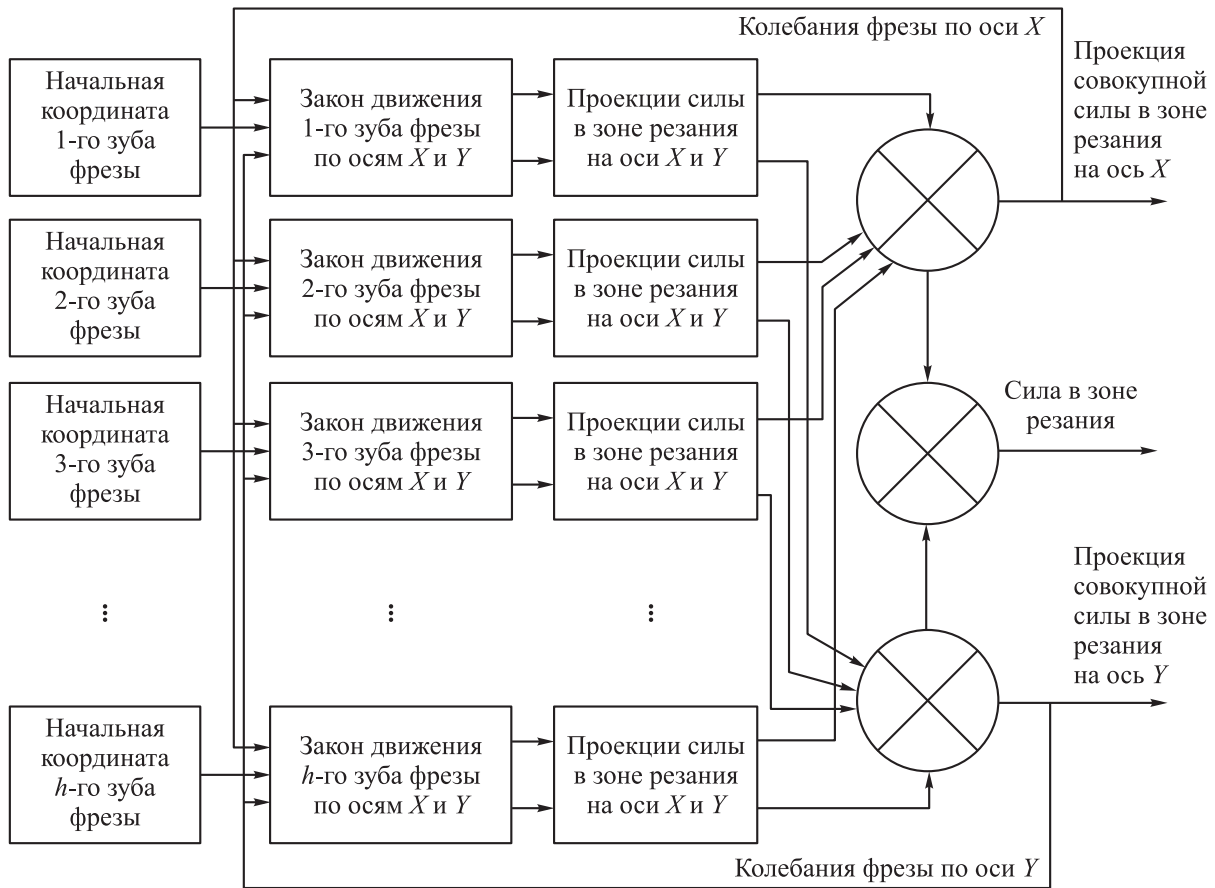 Колебания фрезы по оси X
Начальная
координата
1-го зуба
фрезы
Закон движения
1-го зуба фрезы
по осям X и Y
Проекции силы
в зоне резания
на оси X и Y
Проекция
совокупной
силы в зоне
резания
на ось X
Начальная
координата
2-го зуба
фрезы
Закон движения
2-го зуба фрезы
по осям X и Y
Проекции силы
в зоне резания
на оси X и Y
Начальная
координата
3-го зуба
фрезы
Закон движения
3-го зуба фрезы
по осям X и Y
Проекции силы
в зоне резания
на оси X и Y
Сила в зоне
резания
...
...
...
Проекция
совокупной
силы в зоне
резания
на ось Y
Начальная
координата
h-го зуба
фрезы
Закон движения
h-го зуба фрезы
по осям X и Y
Проекции силы
в зоне резания
на оси X и Y
Колебания фрезы по оси Y